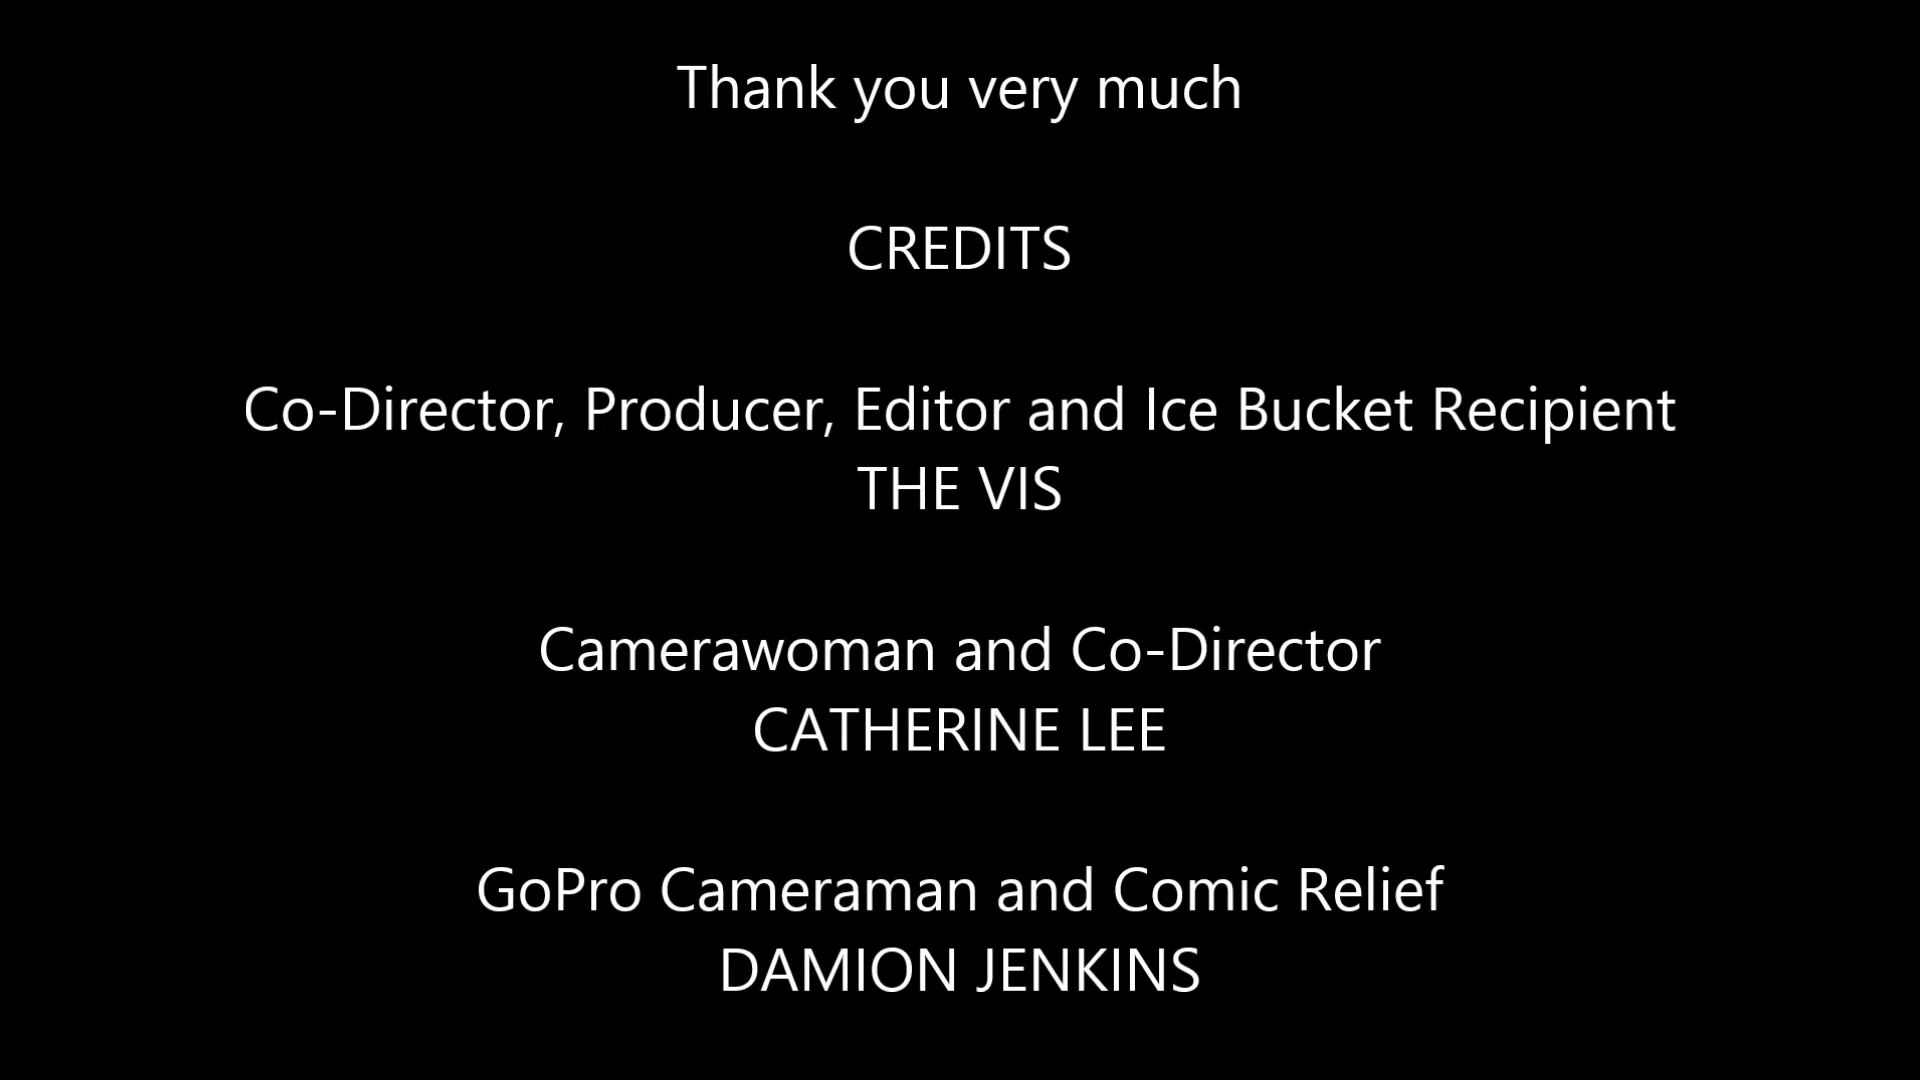 Thank you very much
CREDITS
Co-Director, Producer, Editor and Ice Bucket Recipient
THE VIS
Camerawoman and Co-Director
CATHERINE LEE
GoPro Cameraman and Comic Relief
DAMION JENKINS